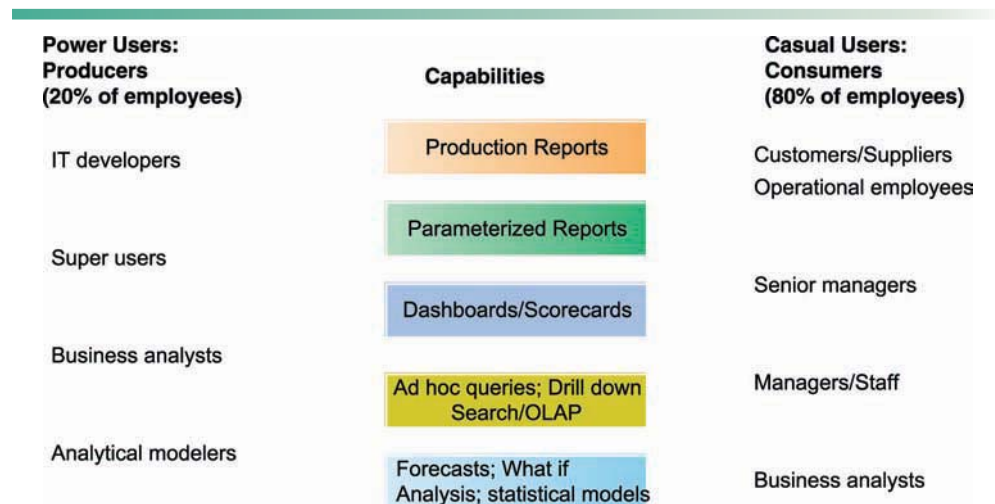 Power Users:
Producers
(20% of employees)
IT developers
Super users
Business analysts
Analytical modelers
Capabilities
Production Reports
Parameterized Reports
Dashboards/Scorecards
Ad hoc queries; Drill down
Search/OLAP
Forecasts; What if
Analysis; statistical models
Casual Users:
Consumers
(80% of employees)
Customers/Suppliers
Operational employees
Senior managers
Managers/Staff
Business analysts